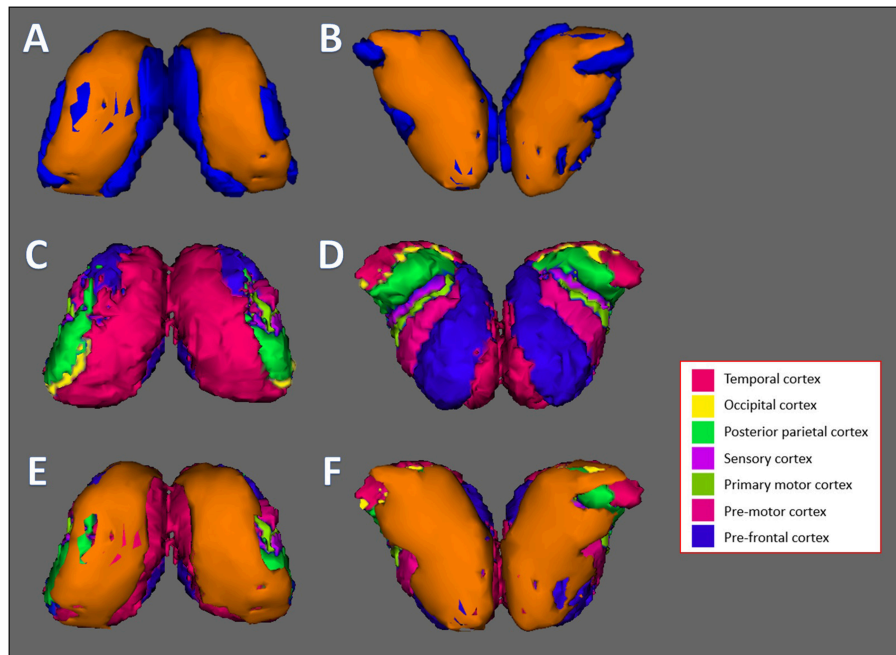 A
B
C
D
E
F
Temporal cortex
Occipital cortex
Posterior parietal cortex
Sensory cortex
Primary motor cortex
Pre-motor cortex
Pre-frontal cortex